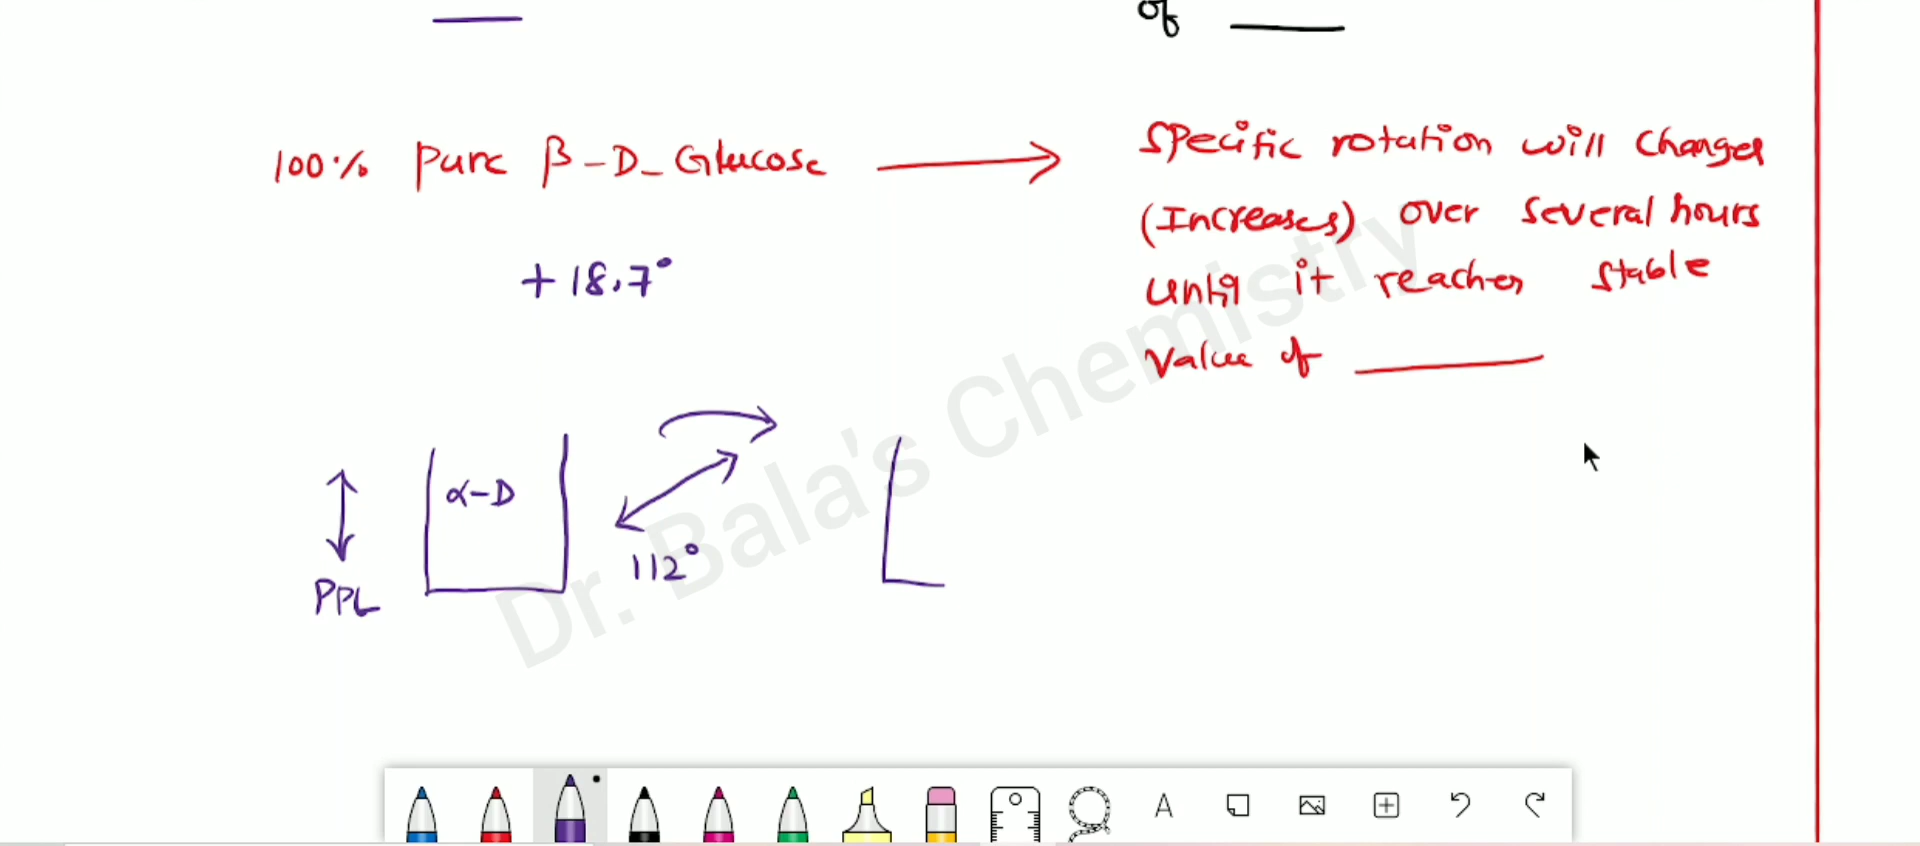 of
100% Pure β-D-Glucose
Specific rotation will changes
(Increases) over several hours
until it reaches stable
value of
+18.7°
α-D
112°
PPL
Dr. Bala's Chemistry
A